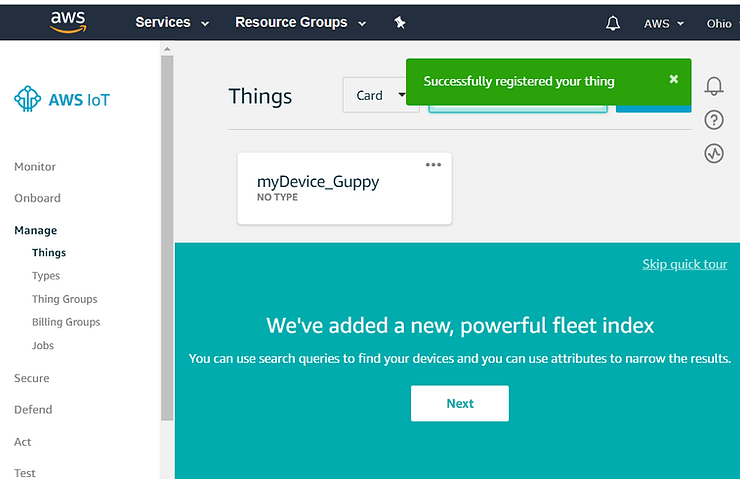 aws
Services
Resource Groups
AWS
Ohio
AWS IoT
Monitor
Onboard
Manage
Things
Types
Thing Groups
Billing Groups
Jobs
Secure
Defend
Act
Test
Things
Card
Successfully registered your thing
myDevice_Guppy
NO TYPE
Skip quick tour
We've added a new, powerful fleet index
You can use search queries to find your devices and you can use attributes to narrow the results.
Next